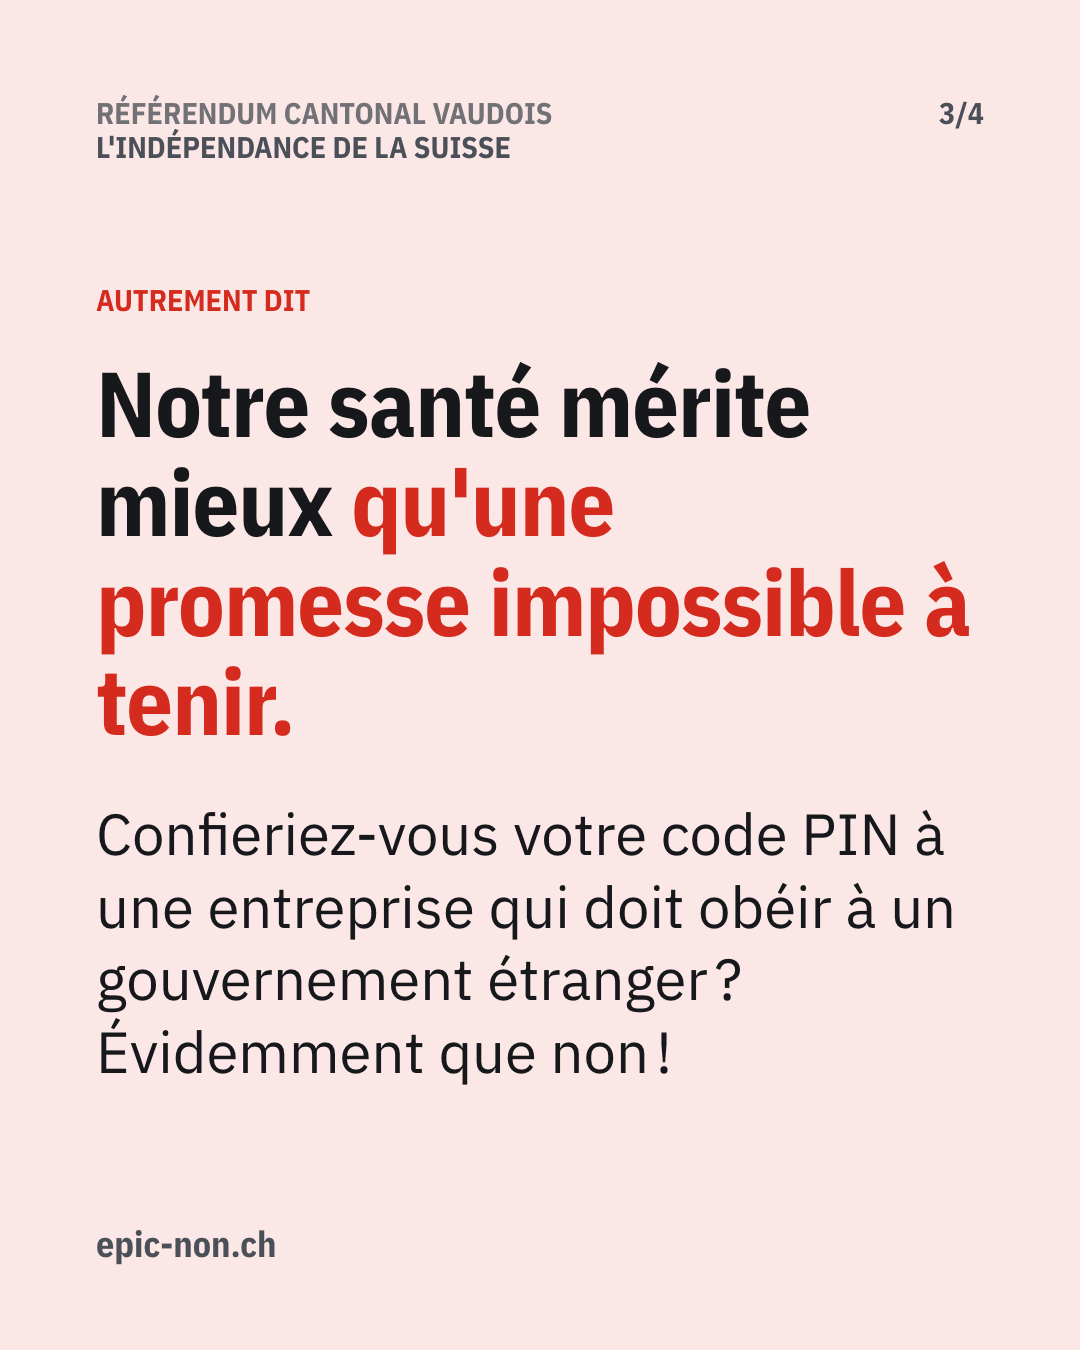 RÉFÉRENDUM CANTONAL VAUDOIS
L'INDÉPENDANCE DE LA SUISSE
3/4
AUTREMENT DIT
Notre santé mérite
mieux qu'une
promesse impossible à
tenir.
Confieriez-vous votre code PIN à
une entreprise qui doit obéir à un
gouvernement étranger ?
Évidemment que non !
epic-non.ch